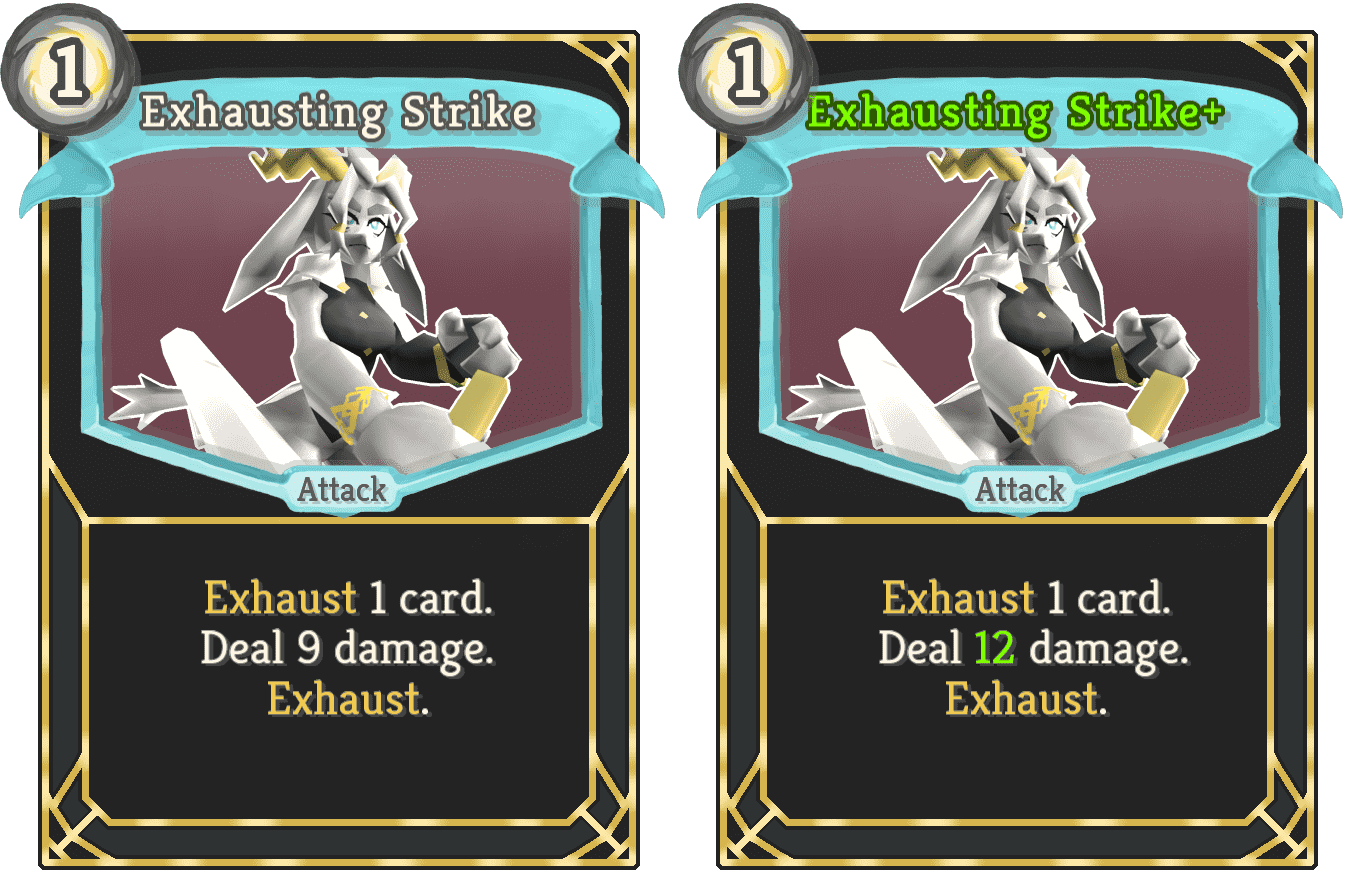 1
Exhausting Strike
Attack
Exhaust 1 card.
Deal 9 damage.
Exhaust.
1
Exhausting Strike+
Attack
Exhaust 1 card.
Deal 12 damage.
Exhaust.